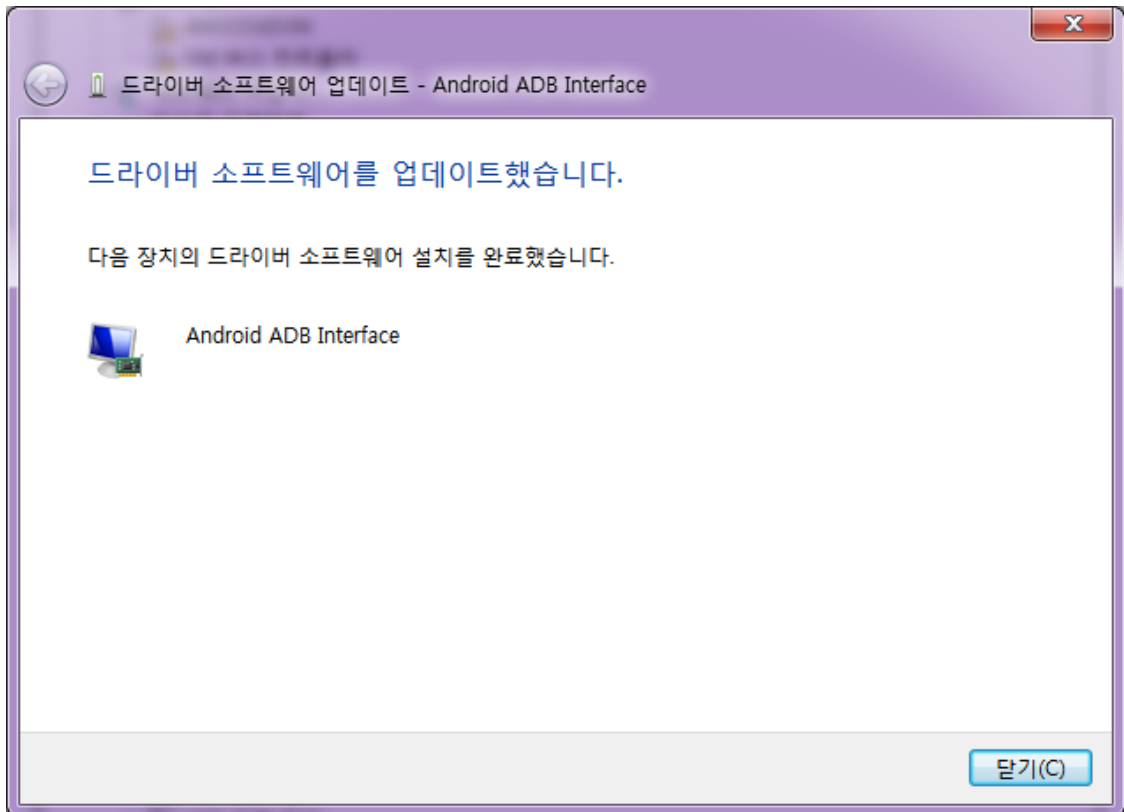 드라이버 소프트웨어 업데이트 - Android ADB Interface
드라이버 소프트웨어를 업데이트했습니다.
다음 장치의 드라이버 소프트웨어 설치를 완료했습니다.
Android ADB Interface
닫기(C)